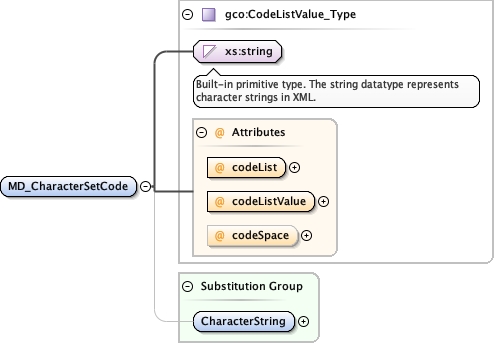 gco:CodeListValue_Type
xs:string
Built-in primitive type. The string datatype represents
character strings in XML.
@ Attributes
@ codeList
MD_CharacterSetCode
@ codeListValue
@ codeSpace
Substitution Group
CharacterString